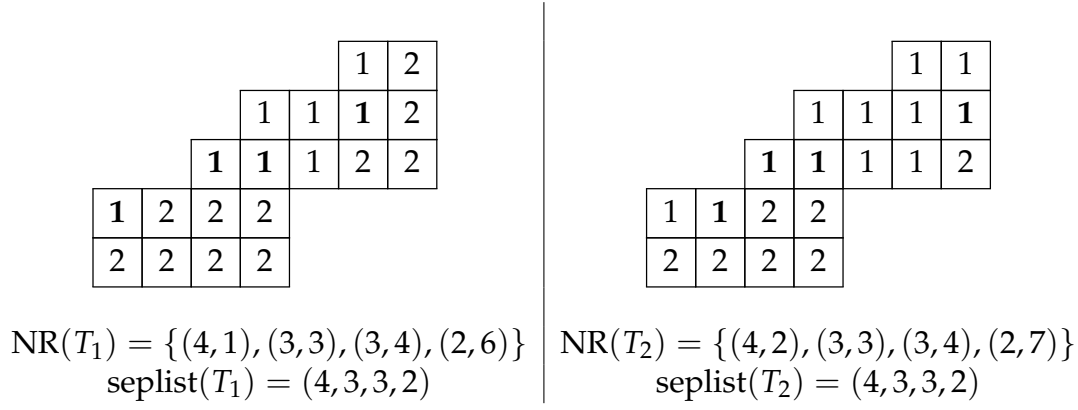 1 2
1 1 1 2
1 1 1 2 2
1 2 2 2
2 2 2 2
NR(T₁) = {(4,1),(3,3),(3,4),(2,6)}
seplist(T₁) = (4,3,3,2)
1 1
1 1 1 1
1 1 1 1 2
1 1 2 2
2 2 2 2
NR(T₂) = {(4,2),(3,3),(3,4),(2,7)}
seplist(T₂) = (4,3,3,2)